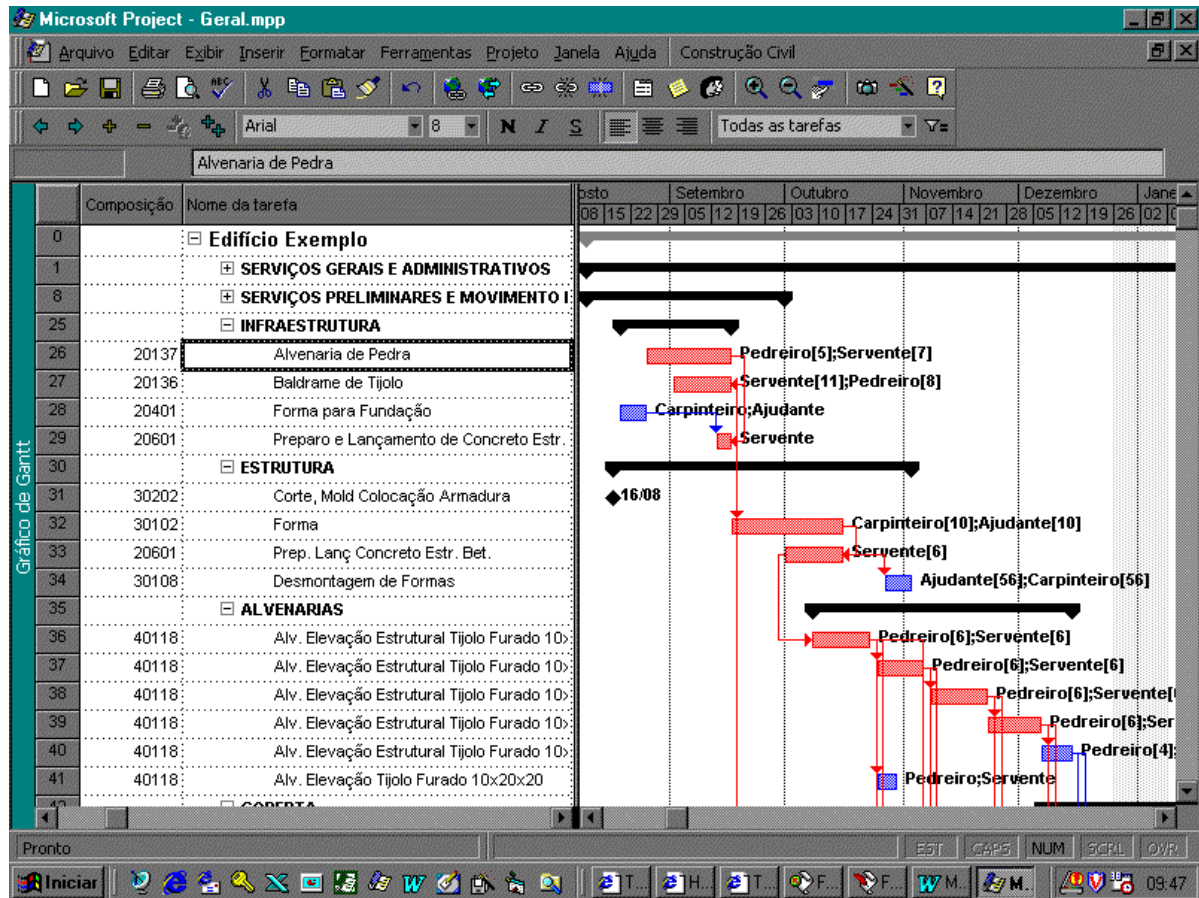 Microsoft Project - Geral.mpp
Arquivo Editar Exibir Inserir Formatar Ferramentas Projeto Janela Ajuda Construção Civil
Arial 8 N I S Todas as tarefas
Alvenaria de Pedra
Composição Nome da tarefa
osto Setembro Outubro Novembro Dezembro Jane
08 15 22 29 05 12 19 26 03 10 17 24 31 07 14 21 28 05 12 19 26 02
0 Edifício Exemplo
1 SERVIÇOS GERAIS E ADMINISTRATIVOS
8 SERVIÇOS PRELIMINARES E MOVIMENTO
25 INFRAESTRUTURA
26 20137 Alvenaria de Pedra Pedreiro[5];Servente[7]
27 20136 Baldrame de Tijolo Servente[11];Pedreiro[8]
28 20401 Forma para Fundação Carpinteiro;Ajudante
29 20601 Preparo e Lançamento de Concreto Estr. Servente
30 ESTRUTURA
31 30202 Corte, Mold Colocação Armadura 16/08
32 30102 Forma Carpinteiro[10];Ajudante[10]
33 20601 Prep. Lanç Concreto Estr. Bet. Servente[6]
34 30108 Desmontagem de Formas Ajudante[56];Carpinteiro[56]
35 ALVENARIAS
36 40118 Alv. Elevação Estrutural Tijolo Furado 10 Pedreiro[6];Servente[6]
37 40118 Alv. Elevação Estrutural Tijolo Furado 10 Pedreiro[6];Servente[6]
38 40118 Alv. Elevação Estrutural Tijolo Furado 10 Pedreiro[6];Servente[
39 40118 Alv. Elevação Estrutural Tijolo Furado 10 Pedreiro[6];Ser
40 40118 Alv. Elevação Estrutural Tijolo Furado 10 Pedreiro[4];
41 40118 Alv. Elevação Tijolo Furado 10x20x20 Pedreiro;Servente
Gráfico de Gantt
Pronto EST CAPS NUM SCRL OVR
Iniciar T... H... T... F... F... M... M... 09:47